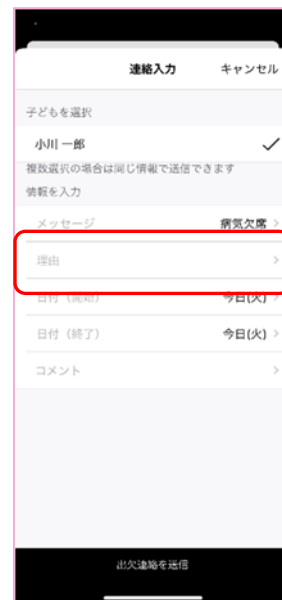 連絡入力 キャンセル
子どもを選択
小川 一郎
複数選択の場合は同じ情報で送信できます
情報を入力
メッセージ 病気欠席
理由
日付（開始） 今日(火)
日付（終了） 今日(火)
コメント
出欠連絡を送信